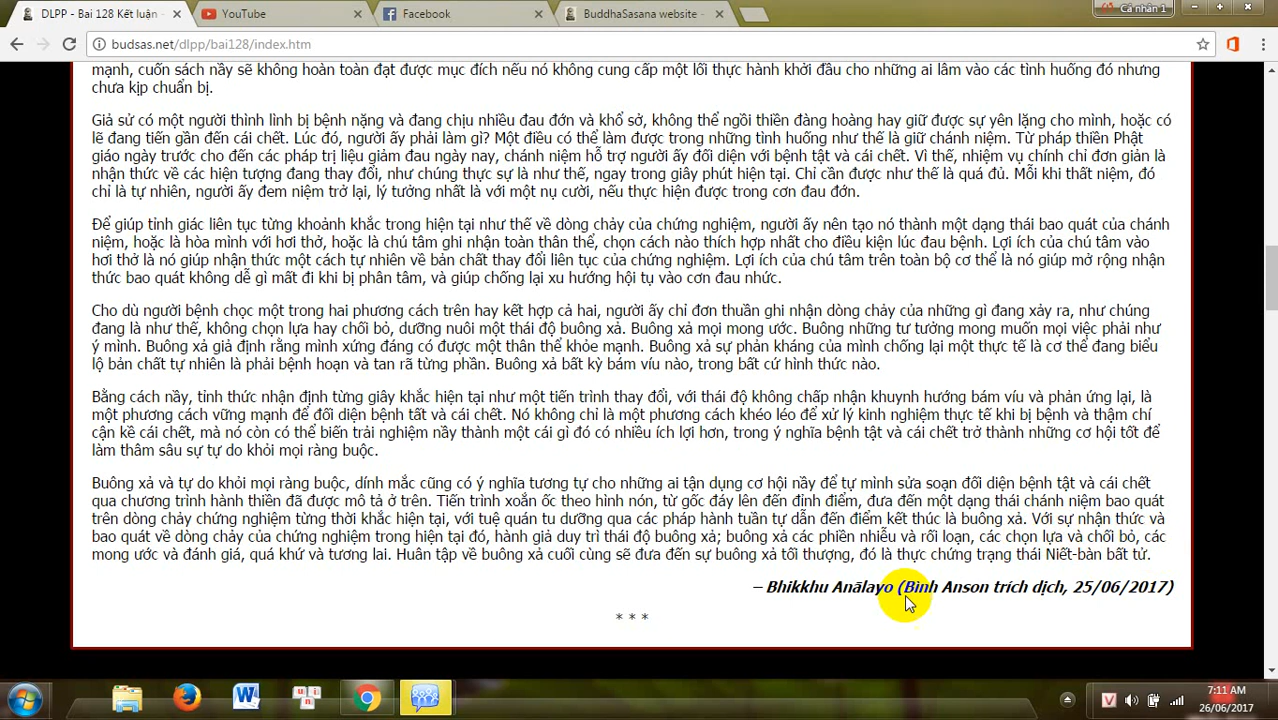 DLPP - Bai 128 Kết luận -
YouTube
Facebook
BuddhaSasana website -
Cá nhân 1
budsas.net/dlpp/bai128/index.htm
mạnh, cuốn sách nầy sẽ không hoàn toàn đạt được mục đích nếu nó không cung cấp một lối thực hành khởi đầu cho những ai lâm vào các tình huống đó nhưng
chưa kịp chuẩn bị.
Giả sử có một người thình lình bị bệnh nặng và đang chịu nhiều đau đớn và khổ sở, không thể ngồi thiền đàng hoàng hay giữ được sự yên lặng cho mình, hoặc có
lẽ đang tiến gần đến cái chết. Lúc đó, người ấy phải làm gì? Một điều có thể làm được trong những tình huống như thế là giữ chánh niệm. Từ pháp thiền Phật
giáo ngày trước cho đến các pháp trị liệu giảm đau ngày nay, chánh niệm hỗ trợ người ấy đối diện với bệnh tật và cái chết. Vì thế, nhiệm vụ chính chỉ đơn giản là
nhận thức về các hiện tượng đang thay đổi, như chúng thực sự là như thế, ngay trong giây phút hiện tại. Chỉ cần được như thế là quá đủ. Mỗi khi thất niệm, đó
chỉ là tự nhiên, người ấy đem niệm trở lại, lý tưởng nhất là với một nụ cười, nếu thực hiện được trong cơn đau đớn.
Để giúp tỉnh giác liên tục từng khoảnh khắc trong hiện tại như thế về dòng chảy của chứng nghiệm, người ấy nên tạo nó thành một dạng thái bao quát của chánh
niệm, hoặc là hòa mình với hơi thở, hoặc là chú tâm ghi nhận toàn thân thể, chọn cách nào thích hợp nhất cho điều kiện lúc đau bệnh. Lợi ích của chú tâm vào
hơi thở là nó giúp nhận thức một cách tự nhiên về bản chất thay đổi liên tục của chứng nghiệm. Lợi ích của chú tâm trên toàn bộ cơ thể là nó giúp mở rộng nhận
thức bao quát không dễ gì mất đi khi bị phân tâm, và giúp chống lại xu hướng hội tụ vào cơn đau nhức.
Cho dù người bệnh chọc một trong hai phương cách trên hay kết hợp cả hai, người ấy chỉ đơn thuần ghi nhận dòng chảy của những gì đang xảy ra, như chúng
đang là như thế, không chọn lựa hay chối bỏ, dưỡng nuôi một thái độ buông xả. Buông xả mọi mong ước. Buông những tư tưởng mong muốn mọi việc phải như
ý mình. Buông xả giả định rằng mình xứng đáng có được một thân thể khỏe mạnh. Buông xả sự phản kháng của mình chống lại một thực tế là cơ thể đang biểu
lộ bản chất tự nhiên là phải bệnh hoạn và tan rã từng phần. Buông xả bất kỳ bám víu nào, trong bất cứ hình thức nào.
Bằng cách nầy, tỉnh thức nhận định từng giây khắc hiện tại như một tiến trình thay đổi, với thái độ không chấp nhận khuynh hướng bám víu và phản ứng lại, là
một phương cách vững mạnh để đối diện bệnh tất và cái chết. Nó không chỉ là một phương cách khéo léo để xử lý kinh nghiệm thực tế khi bị bệnh và thậm chí
cận kề cái chết, mà nó còn có thể biến trải nghiệm nầy thành một cái gì đó có nhiều ích lợi hơn, trong ý nghĩa bệnh tật và cái chết trở thành những cơ hội tốt để
làm thâm sâu sự tự do khỏi mọi ràng buộc.
Buông xả và tự do khỏi mọi ràng buộc, dính mắc cũng có ý nghĩa tương tự cho những ai tận dụng cơ hội nầy để tự mình sửa soạn đối diện bệnh tật và cái chết
qua chương trình hành thiền đã được mô tả ở trên. Tiến trình xoắn ốc theo hình nón, từ gốc đáy lên đến đỉnh điểm, đưa đến một dạng thái chánh niệm bao quát
trên dòng chảy chứng nghiệm từng thời khắc hiện tại, với tuệ quán tu dưỡng qua các pháp hành tuần tự dẫn đến điểm kết thúc là buông xả. Với sự nhận thức và
bao quát về dòng chảy của chứng nghiệm trong hiện tại đó, hành giả duy trì thái độ buông xả; buông xả các phiền nhiễu và rối loạn, các chọn lựa và chối bỏ, các
mong ước và đánh giá, quá khứ và tương lai. Huân tập về buông xả cuối cùng sẽ đưa đến sự buông xả tối thượng, đó là thực chứng trạng thái Niết-bàn bất tử.
– Bhikkhu Anālayo (Bình Anson trích dịch, 25/06/2017)
* * *
7:11 AM
26/06/2017